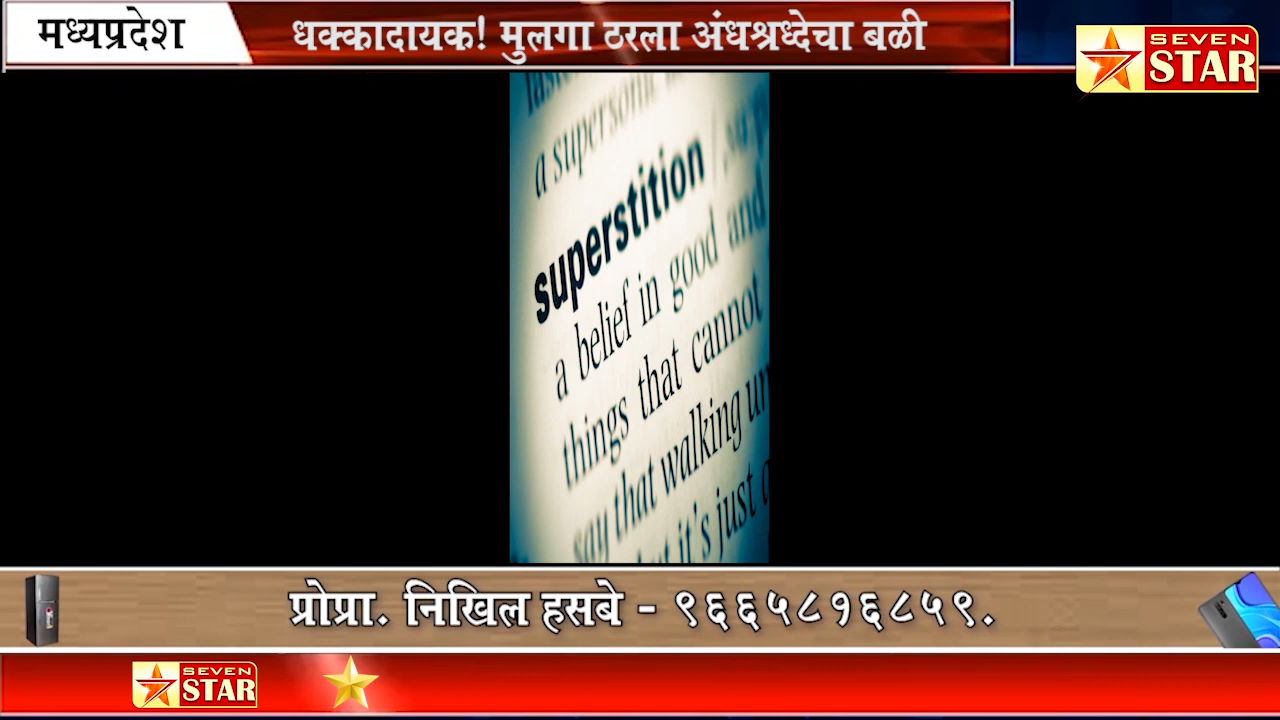 मध्यप्रदेश
धक्कादायक! मुलगा ठरला अंधश्रध्देचा बळी
SEVEN
STAR
a supersonic
superstition
a belief in good and
things that cannot
say that walking
it's just
प्रोप्रा. निखिल हसबे - ९६६५८१६८५९.
SEVEN
STAR